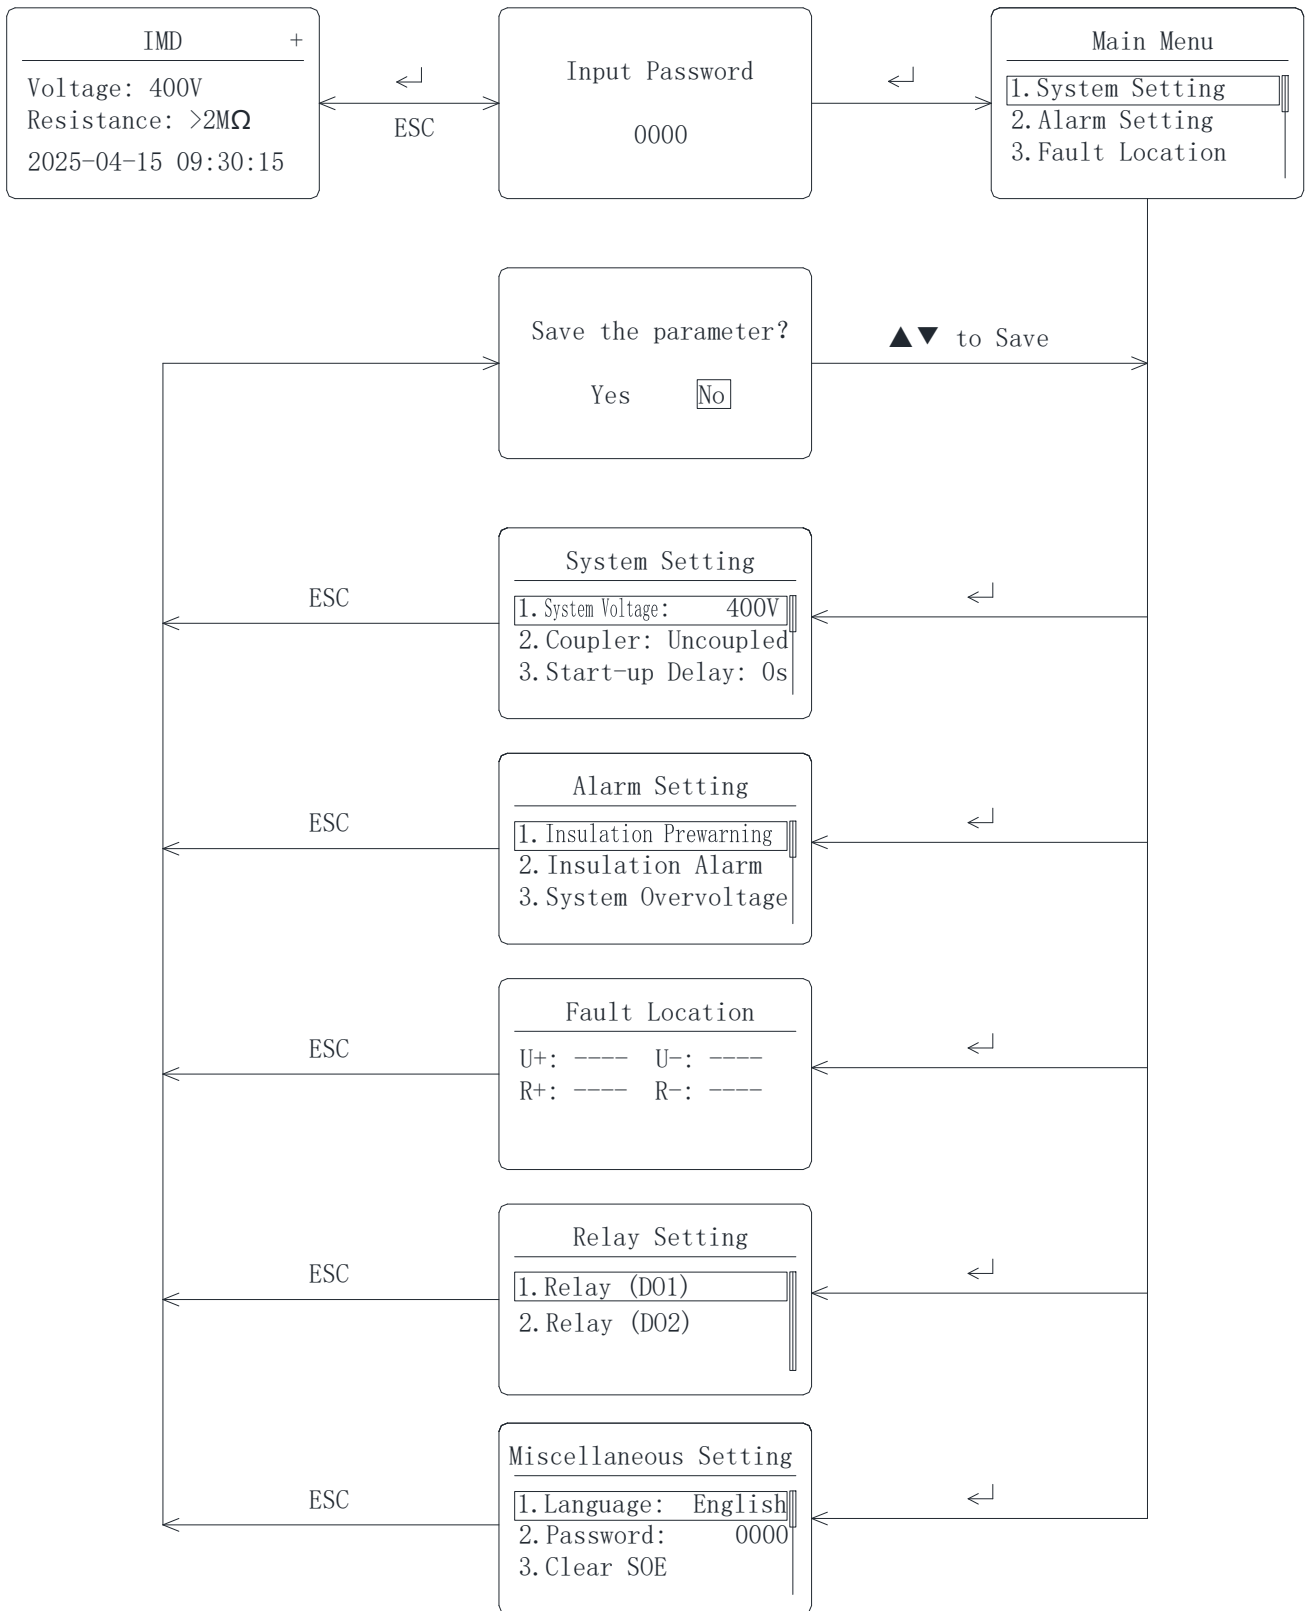 IMD +
Voltage: 400V
Resistance: >2MΩ
2025-04-15 09:30:15
↵
ESC
Input Password
0000
↵
Main Menu
1.System Setting
2.Alarm Setting
3.Fault Location
Save the parameter?
Yes No
▲▼ to Save
System Setting
1.System Voltage: 400V
2.Coupler: Uncoupled
3.Start-up Delay: 0s
ESC
↵
Alarm Setting
1.Insulation Prewarning
2.Insulation Alarm
3.System Overvoltage
ESC
↵
Fault Location
U+: ---- U-: ----
R+: ---- R-: ----
ESC
↵
Relay Setting
1.Relay (DO1)
2.Relay (DO2)
ESC
↵
Miscellaneous Setting
1.Language: English
2.Password: 0000
3.Clear SOE
ESC
↵